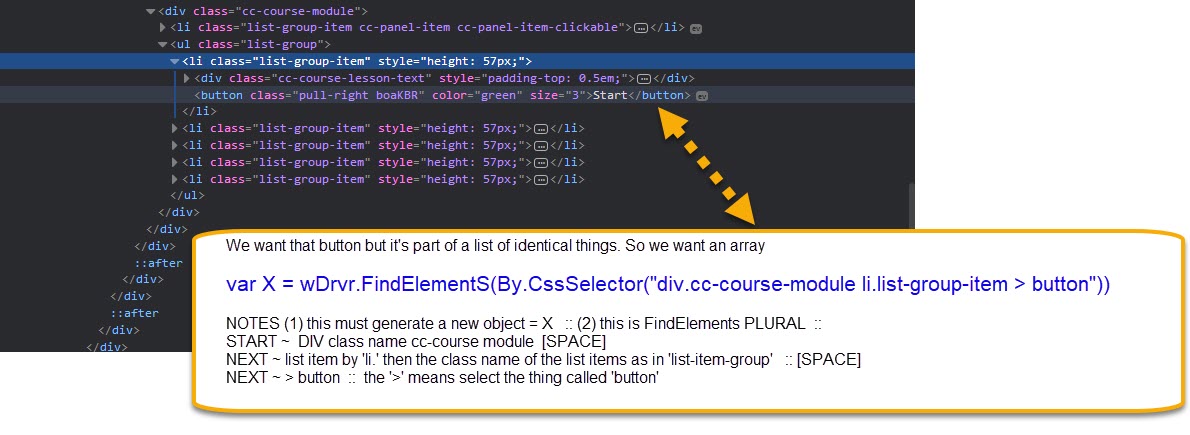 <div class="cc-course-module">
<li class="list-group-item cc-panel-item cc-panel-item-clickable">…</li> ev
<ul class="list-group">
<li class="list-group-item" style="height: 57px;">
<div class="cc-course-lesson-text" style="padding-top: 0.5em;">…</div>
<button class="pull-right boaKBR" color="green" size="3">Start</button> ev
</li>
<li class="list-group-item" style="height: 57px;">…</li>
<li class="list-group-item" style="height: 57px;">…</li>
<li class="list-group-item" style="height: 57px;">…</li>
<li class="list-group-item" style="height: 57px;">…</li>
</ul>
</div>
</div>
</div>
::after
</div>
</div>
::after
</div>
</div>
We want that button but it's part of a list of identical things. So we want an array
var X = wDrvr.FindElementS(By.CssSelector("div.cc-course-module li.list-group-item > button"))
NOTES (1) this must generate a new object = X :: (2) this is FindElements PLURAL ::
START ~ DIV class name cc-course module [SPACE]
NEXT ~ list item by 'li.' then the class name of the list items as in 'list-item-group' :: [SPACE]
NEXT ~ > button :: the '>' means select the thing called 'button'